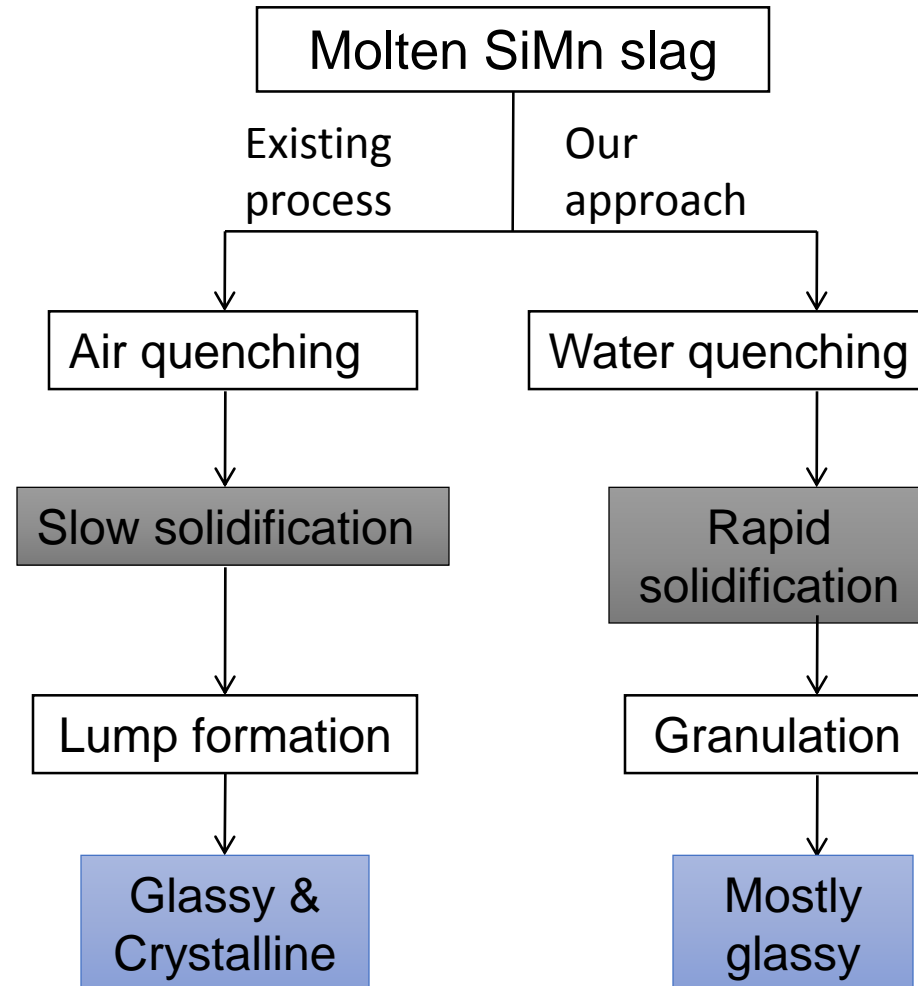 Molten SiMn slag
Existing
process
Our
approach
Air quenching
Water quenching
Slow solidification
Rapid
solidification
Lump formation
Granulation
Glassy &
Crystalline
Mostly
glassy